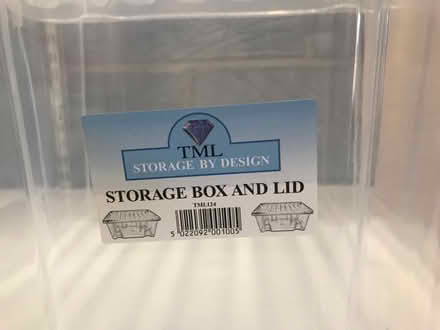 TML
STORAGE BY DESIGN
STORAGE BOX AND LID
TML124
5 022092 001005